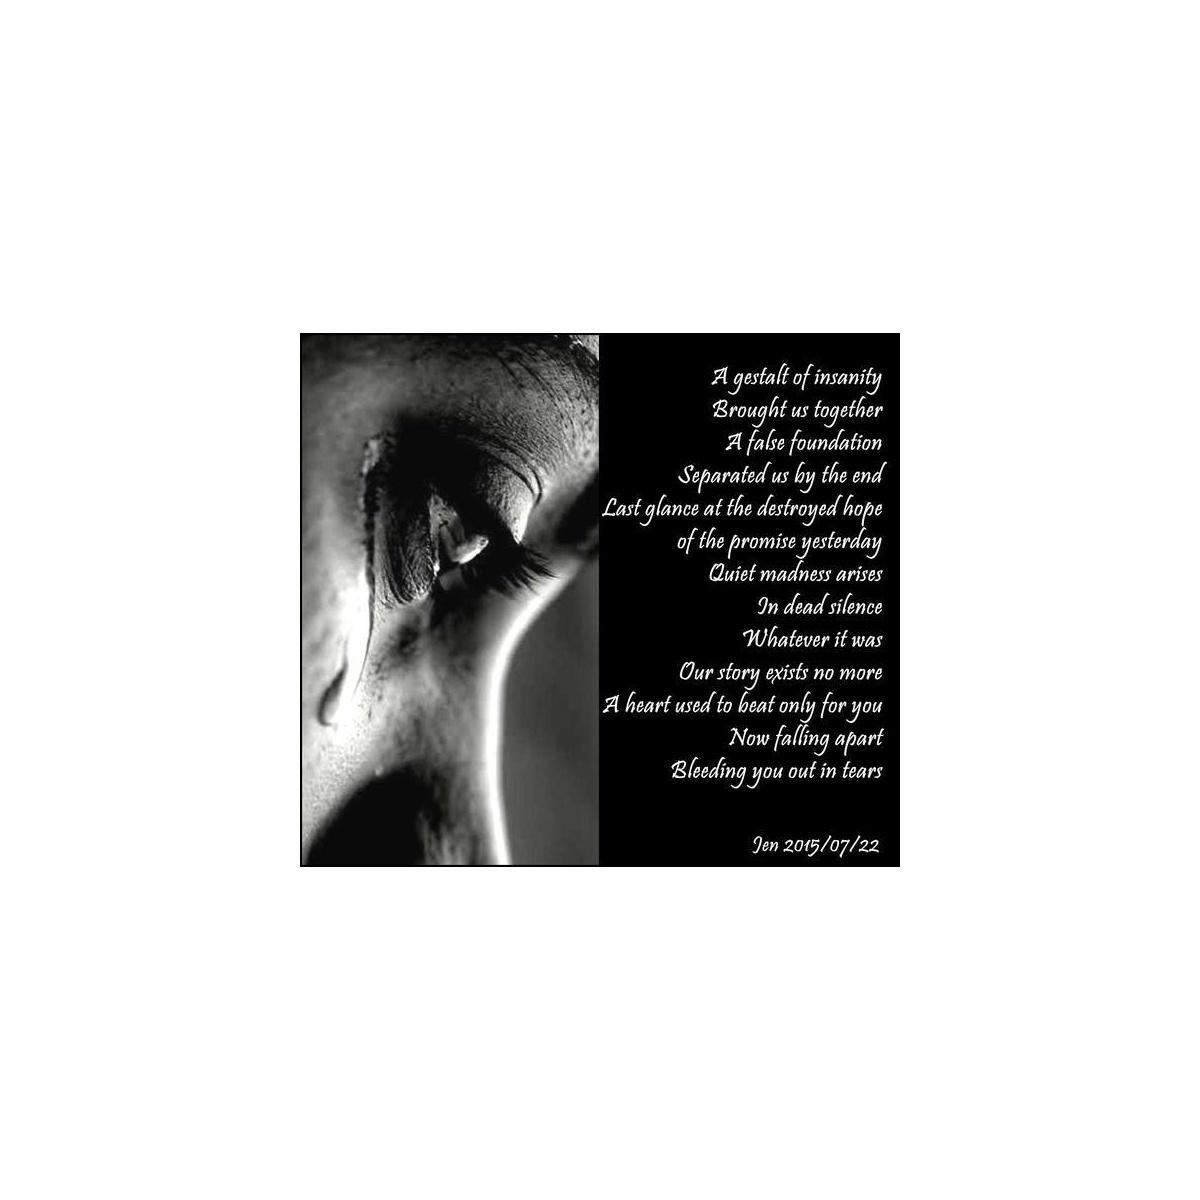 A gestalt of insanity
Brought us together
A false foundation
Separated us by the end
Last glance at the destroyed hope
of the promise yesterday
Quiet madness arises
In dead silence
Whatever it was
Our story exists no more
A heart used to beat only for you
Now falling apart
Bleeding you out in tears
Jen 2015/07/22